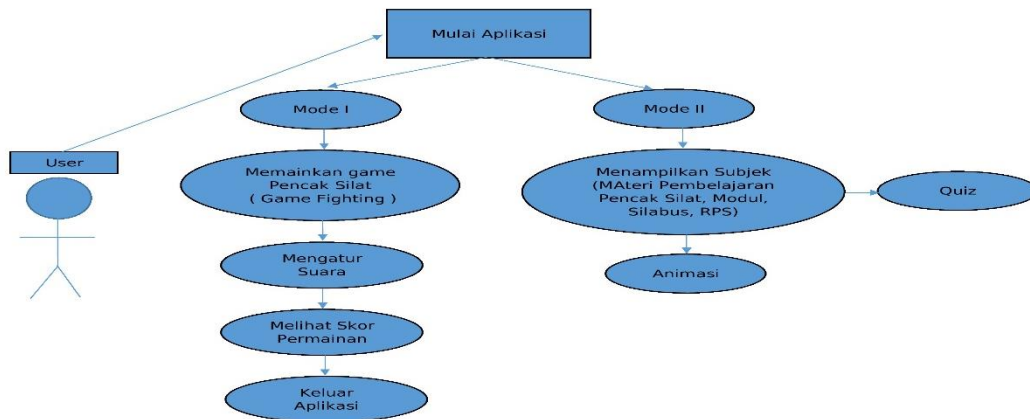 Mulai Aplikasi
Mode I
Mode II
User
Memainkan game
Pencak Silat
( Game Fighting )
Menampilkan Subjek
(MAteri Pembelajaran
Pencak Silat, Modul,
Silabus, RPS)
Quiz
Mengatur
Suara
Animasi
Melihat Skor
Permainan
Keluar
Aplikasi